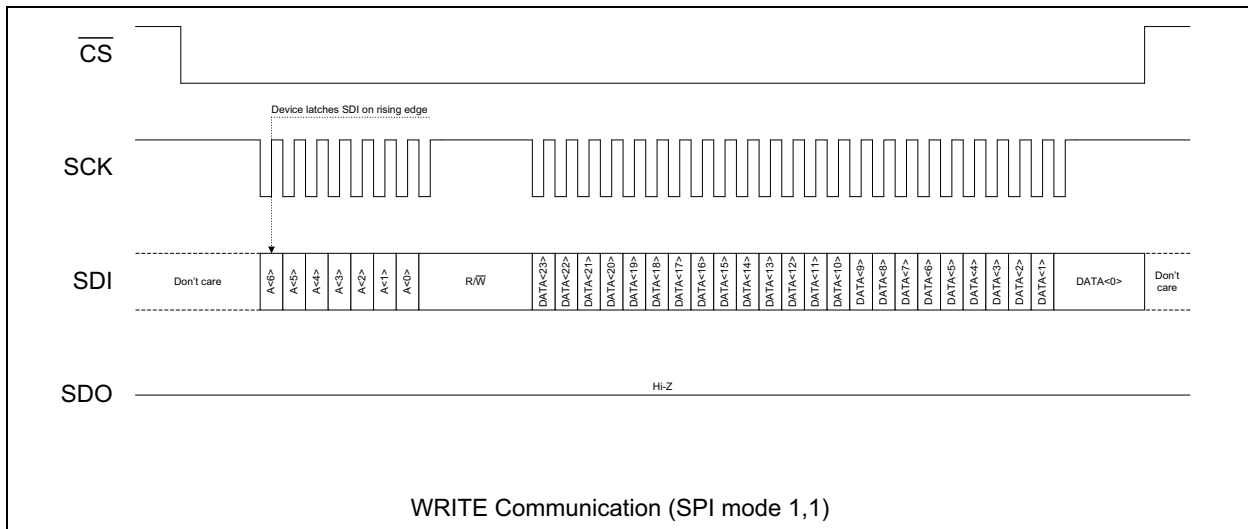 CS
Device latches SDI on rising edge
SCK
SDI
Don't care
A<6>
A<5>
A<4>
A<3>
A<2>
A<1>
A<0>
R/W
DATA<23>
DATA<22>
DATA<21>
DATA<20>
DATA<19>
DATA<18>
DATA<17>
DATA<16>
DATA<15>
DATA<14>
DATA<13>
DATA<12>
DATA<11>
DATA<10>
DATA<9>
DATA<8>
DATA<7>
DATA<6>
DATA<5>
DATA<4>
DATA<3>
DATA<2>
DATA<1>
DATA<0>
Don't
care
SDO
Hi-Z
WRITE Communication (SPI mode 1,1)